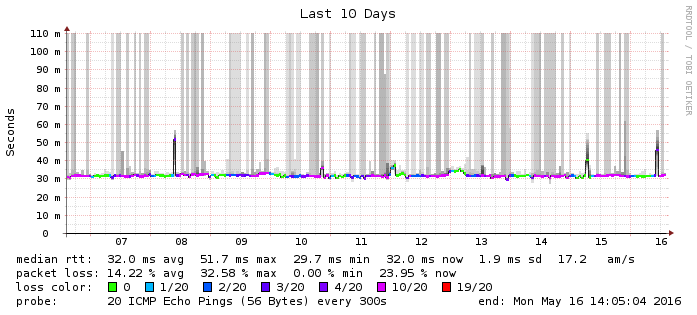 Last 10 Days
RRDTOOL / TOBI OETIKER
Seconds
110 m
100 m
90 m
80 m
70 m
60 m
50 m
40 m
30 m
20 m
10 m
0
07 08 09 10 11 12 13 14 15 16
median rtt: 32.0 ms avg 51.7 ms max 29.7 ms min 32.0 ms now 1.9 ms sd 17.2 am/s
packet loss: 14.22 % avg 32.58 % max 0.00 % min 23.95 % now
loss color: 0 1/20 2/20 3/20 4/20 10/20 19/20
probe: 20 ICMP Echo Pings (56 Bytes) every 300s end: Mon May 16 14:05:04 2016